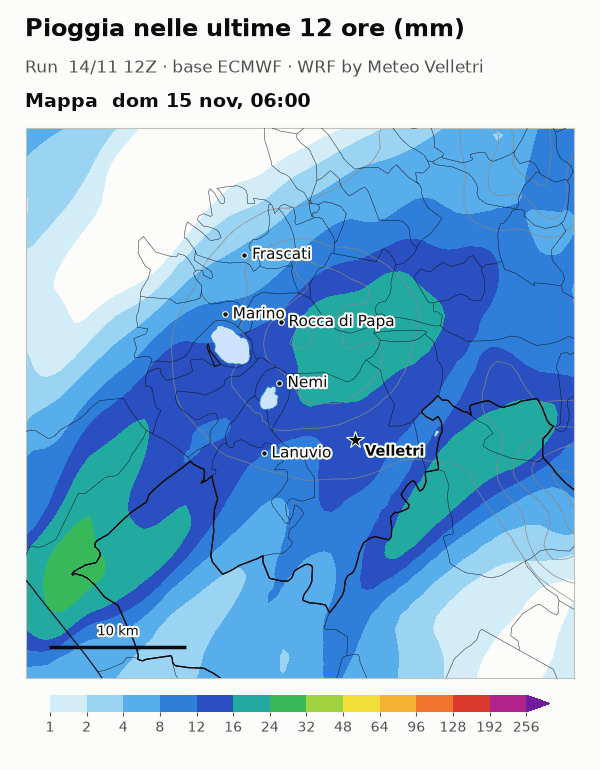 Pioggia nelle ultime 12 ore (mm)
Run 14/11 12Z · base ECMWF · WRF by Meteo Velletri
Mappa dom 15 nov, 06:00
Frascati
Marino
Rocca di Papa
Nemi
Velletri
Lanuvio
10 km
1 2 4 8 12 16 24 32 48 64 96 128 192 256